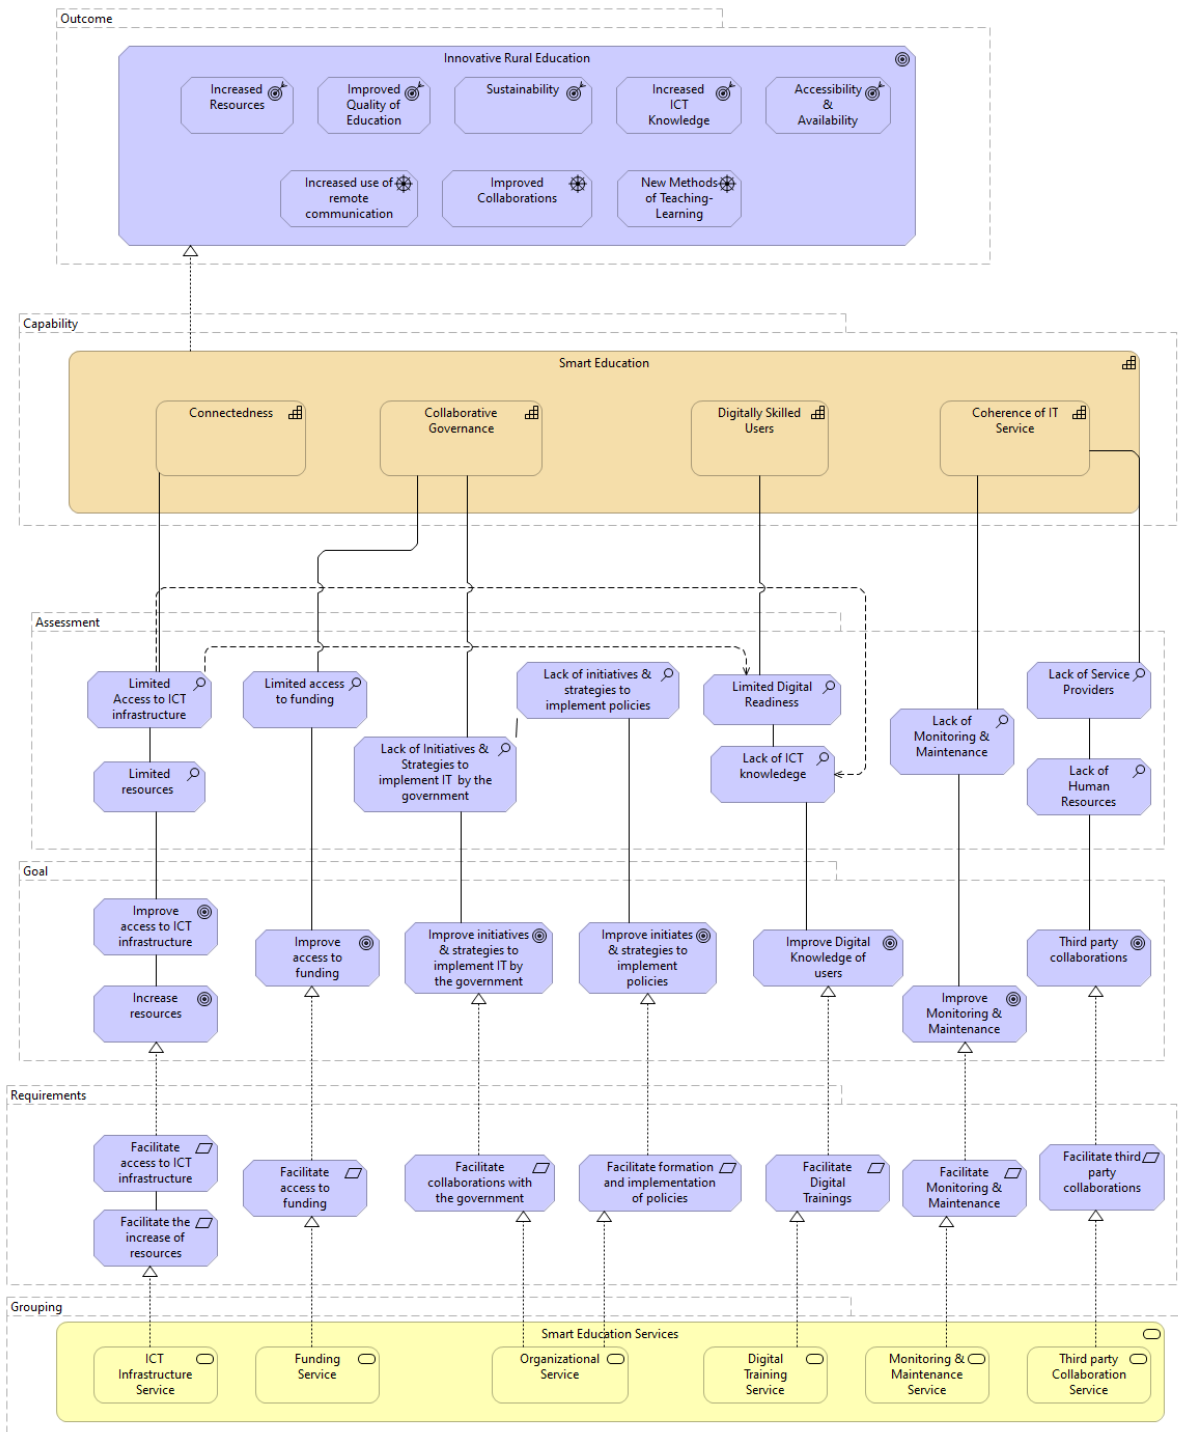 Outcome
Innovative Rural Education
Increased
Resources
Improved
Quality of
Education
Sustainability
Increased
ICT
Knowledge
Accessibility
&
Availability
Increased use of
remote
communication
Improved
Collaborations
New Methods
of Teaching-
Learning
Capability
Smart Education
Connectedness
Collaborative
Governance
Digitally Skilled
Users
Coherence of IT
Service
Assessment
Limited
Access to ICT
infrastructure
Limited access
to funding
Lack of initiatives &
strategies to
implement policies
Limited Digital
Readiness
Lack of Service
Providers
Lack of
Monitoring &
Maintenance
Lack of Initiatives &
Strategies to
implement IT by the
government
Lack of ICT
knowledege
Limited
resources
Lack of
Human
Resources
Goal
Improve
access to ICT
infrastructure
Improve
access to
funding
Improve initiatives
& strategies to
implement IT by
the government
Improve initiates
& strategies to
implement
policies
Improve Digital
Knowledge of
users
Third party
collaborations
Increase
resources
Improve
Monitoring &
Maintenance
Requirements
Facilitate
access to ICT
infrastructure
Facilitate
access to
funding
Facilitate
collaborations with
the government
Facilitate formation
and implementation
of policies
Facilitate
Digital
Trainings
Facilitate
Monitoring &
Maintenance
Facilitate third
party
collaborations
Facilitate the
increase of
resources
Grouping
Smart Education Services
ICT
Infrastructure
Service
Funding
Service
Organizational
Service
Digital
Training
Service
Monitoring &
Maintenance
Service
Third party
Collaboration
Service